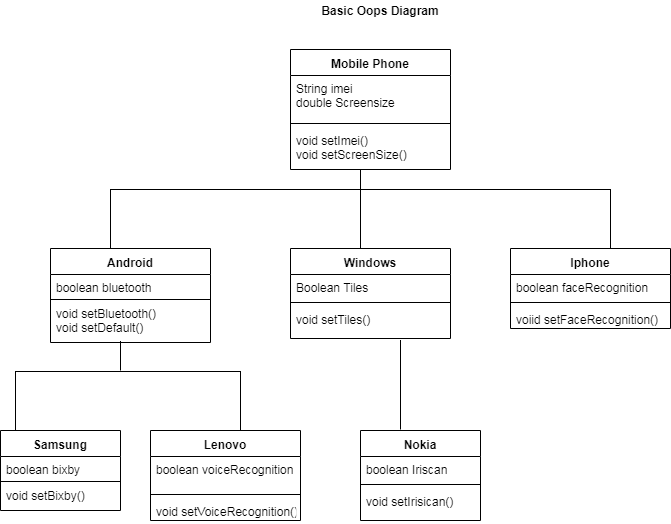 Basic Oops Diagram
Mobile Phone
String imei
double Screensize
void setImei()
void setScreenSize()
Android
boolean bluetooth
void setBluetooth()
void setDefault()
Windows
Boolean Tiles
void setTiles()
Iphone
boolean faceRecognition
voiid setFaceRecognition()
Samsung
boolean bixby
void setBixby()
Lenovo
boolean voiceRegnition
void setVoiceRecognition()
Nokia
boolean Iriscan
void setIrisican()